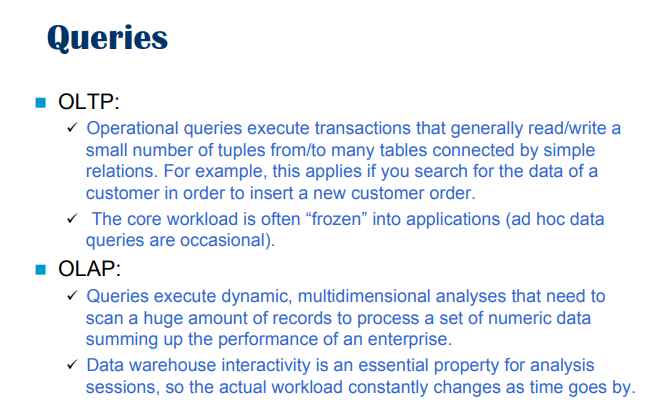 Queries
OLTP:
Operational queries execute transactions that generally read/write a
small number of tuples from/to many tables connected by simple
relations. For example, this applies if you search for the data of a
customer in order to insert a new customer order.
The core workload is often “frozen” into applications (ad hoc data
queries are occasional).
OLAP:
Queries execute dynamic, multidimensional analyses that need to
scan a huge amount of records to process a set of numeric data
summing up the performance of an enterprise.
Data warehouse interactivity is an essential property for analysis
sessions, so the actual workload constantly changes as time goes by.